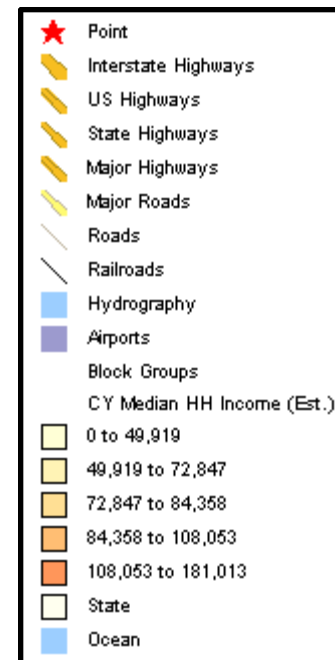 Point
Interstate Highways
US Highways
State Highways
Major Highways
Major Roads
Roads
Railroads
Hydrography
Airports
Block Groups
CY Median HH Income (Est.)
0 to 49,919
49,919 to 72,847
72,847 to 84,358
84,358 to 108,053
108,053 to 181,013
State
Ocean